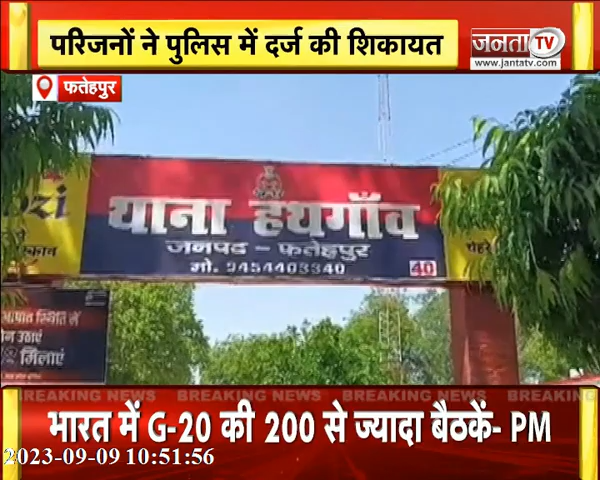 परिजनों ने पुलिस में दर्ज की शिकायत
जनता TV
www.jantatv.com
फतेहपुर
थाना हथगाँव
जनपद - फतेहपुर
मो. 9454403340
40
स्थिति में
उठाएं
मिलाएं
BREAKING NEWS BREAKING NEWS BREAKING NEWS BREAKING NEWS
भारत में G-20 की 200 से ज्यादा बैठकें- PM
2023-09-09 10:51:56